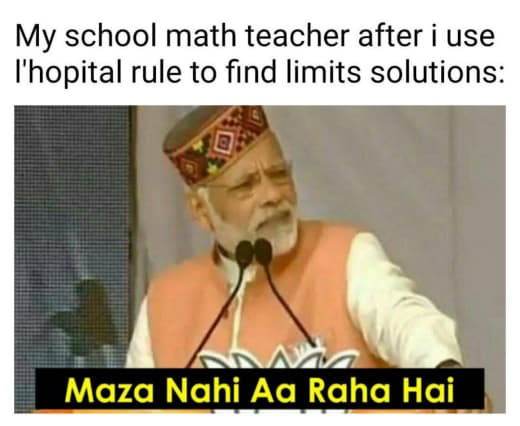 My school math teacher after i use
l'hopital rule to find limits solutions:
Maza Nahi Aa Raha Hai